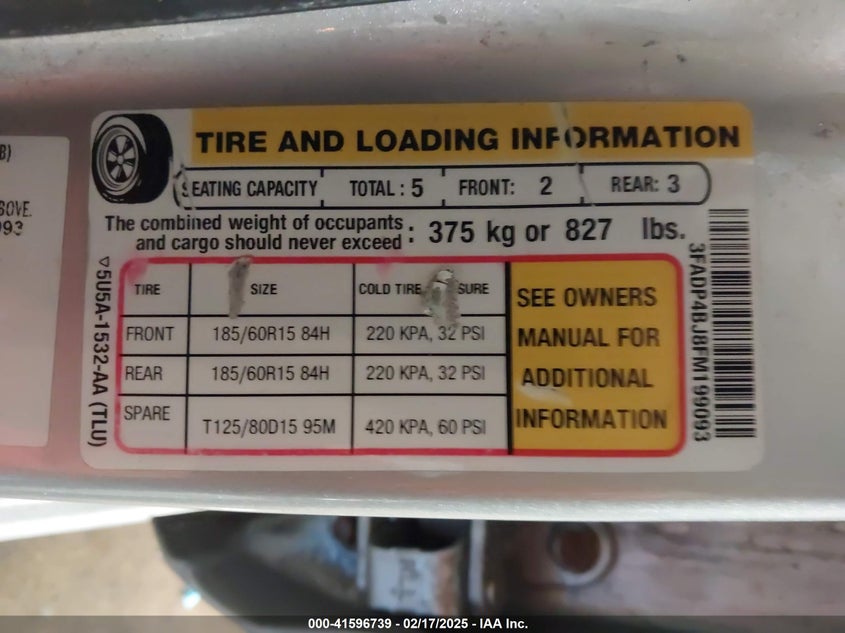 B)
BOVE.
093
TIRE AND LOADING INFORMATION
SEATING CAPACITY TOTAL : 5 FRONT: 2 REAR: 3
The combined weight of occupants
and cargo should never exceed : 375 kg or 827 lbs.
TIRE SIZE COLD TIRE SURE
FRONT 185/60R15 84H 220 KPA, 32 PSI
REAR 185/60R15 84H 220 KPA, 32 PSI
SPARE T125/80D15 95M 420 KPA, 60 PSI
SEE OWNERS
MANUAL FOR
ADDITIONAL
INFORMATION
▽5U5A-1532-AA (TLU)
3FADP4BJ8FM199093
000-41596739 - 02/17/2025 - IAA Inc.